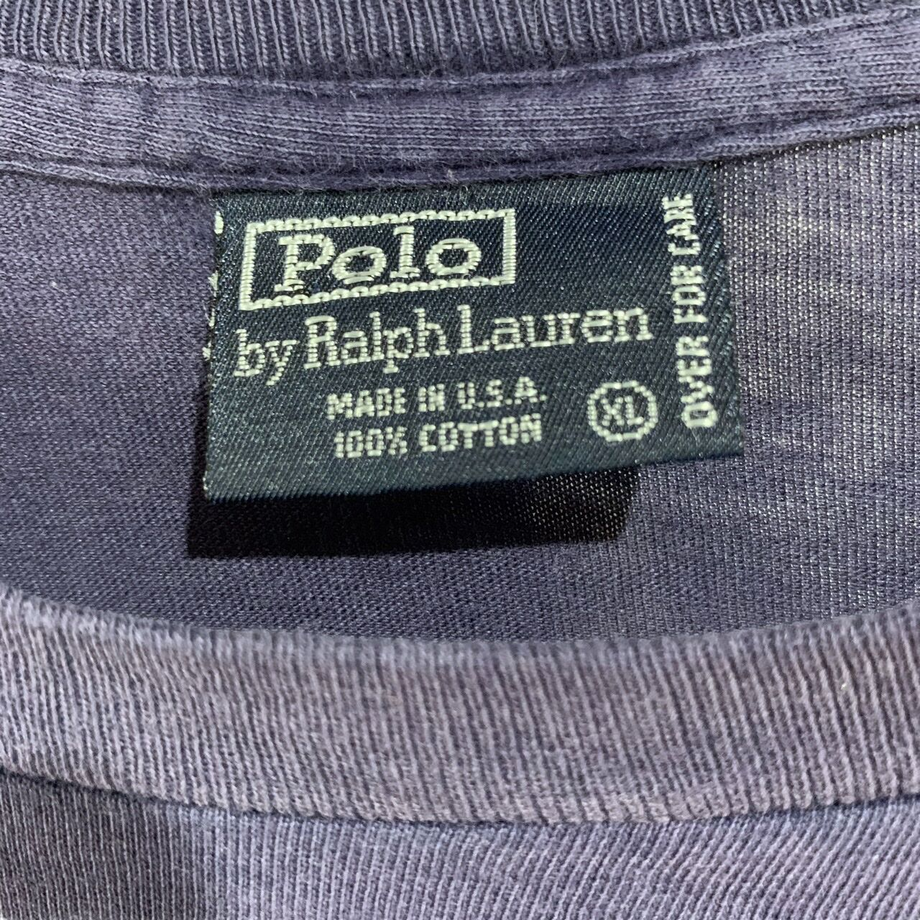 Polo
by Ralph Lauren
MADE IN U.S.A.
100% COTTON
XL
OVER FOR CARE